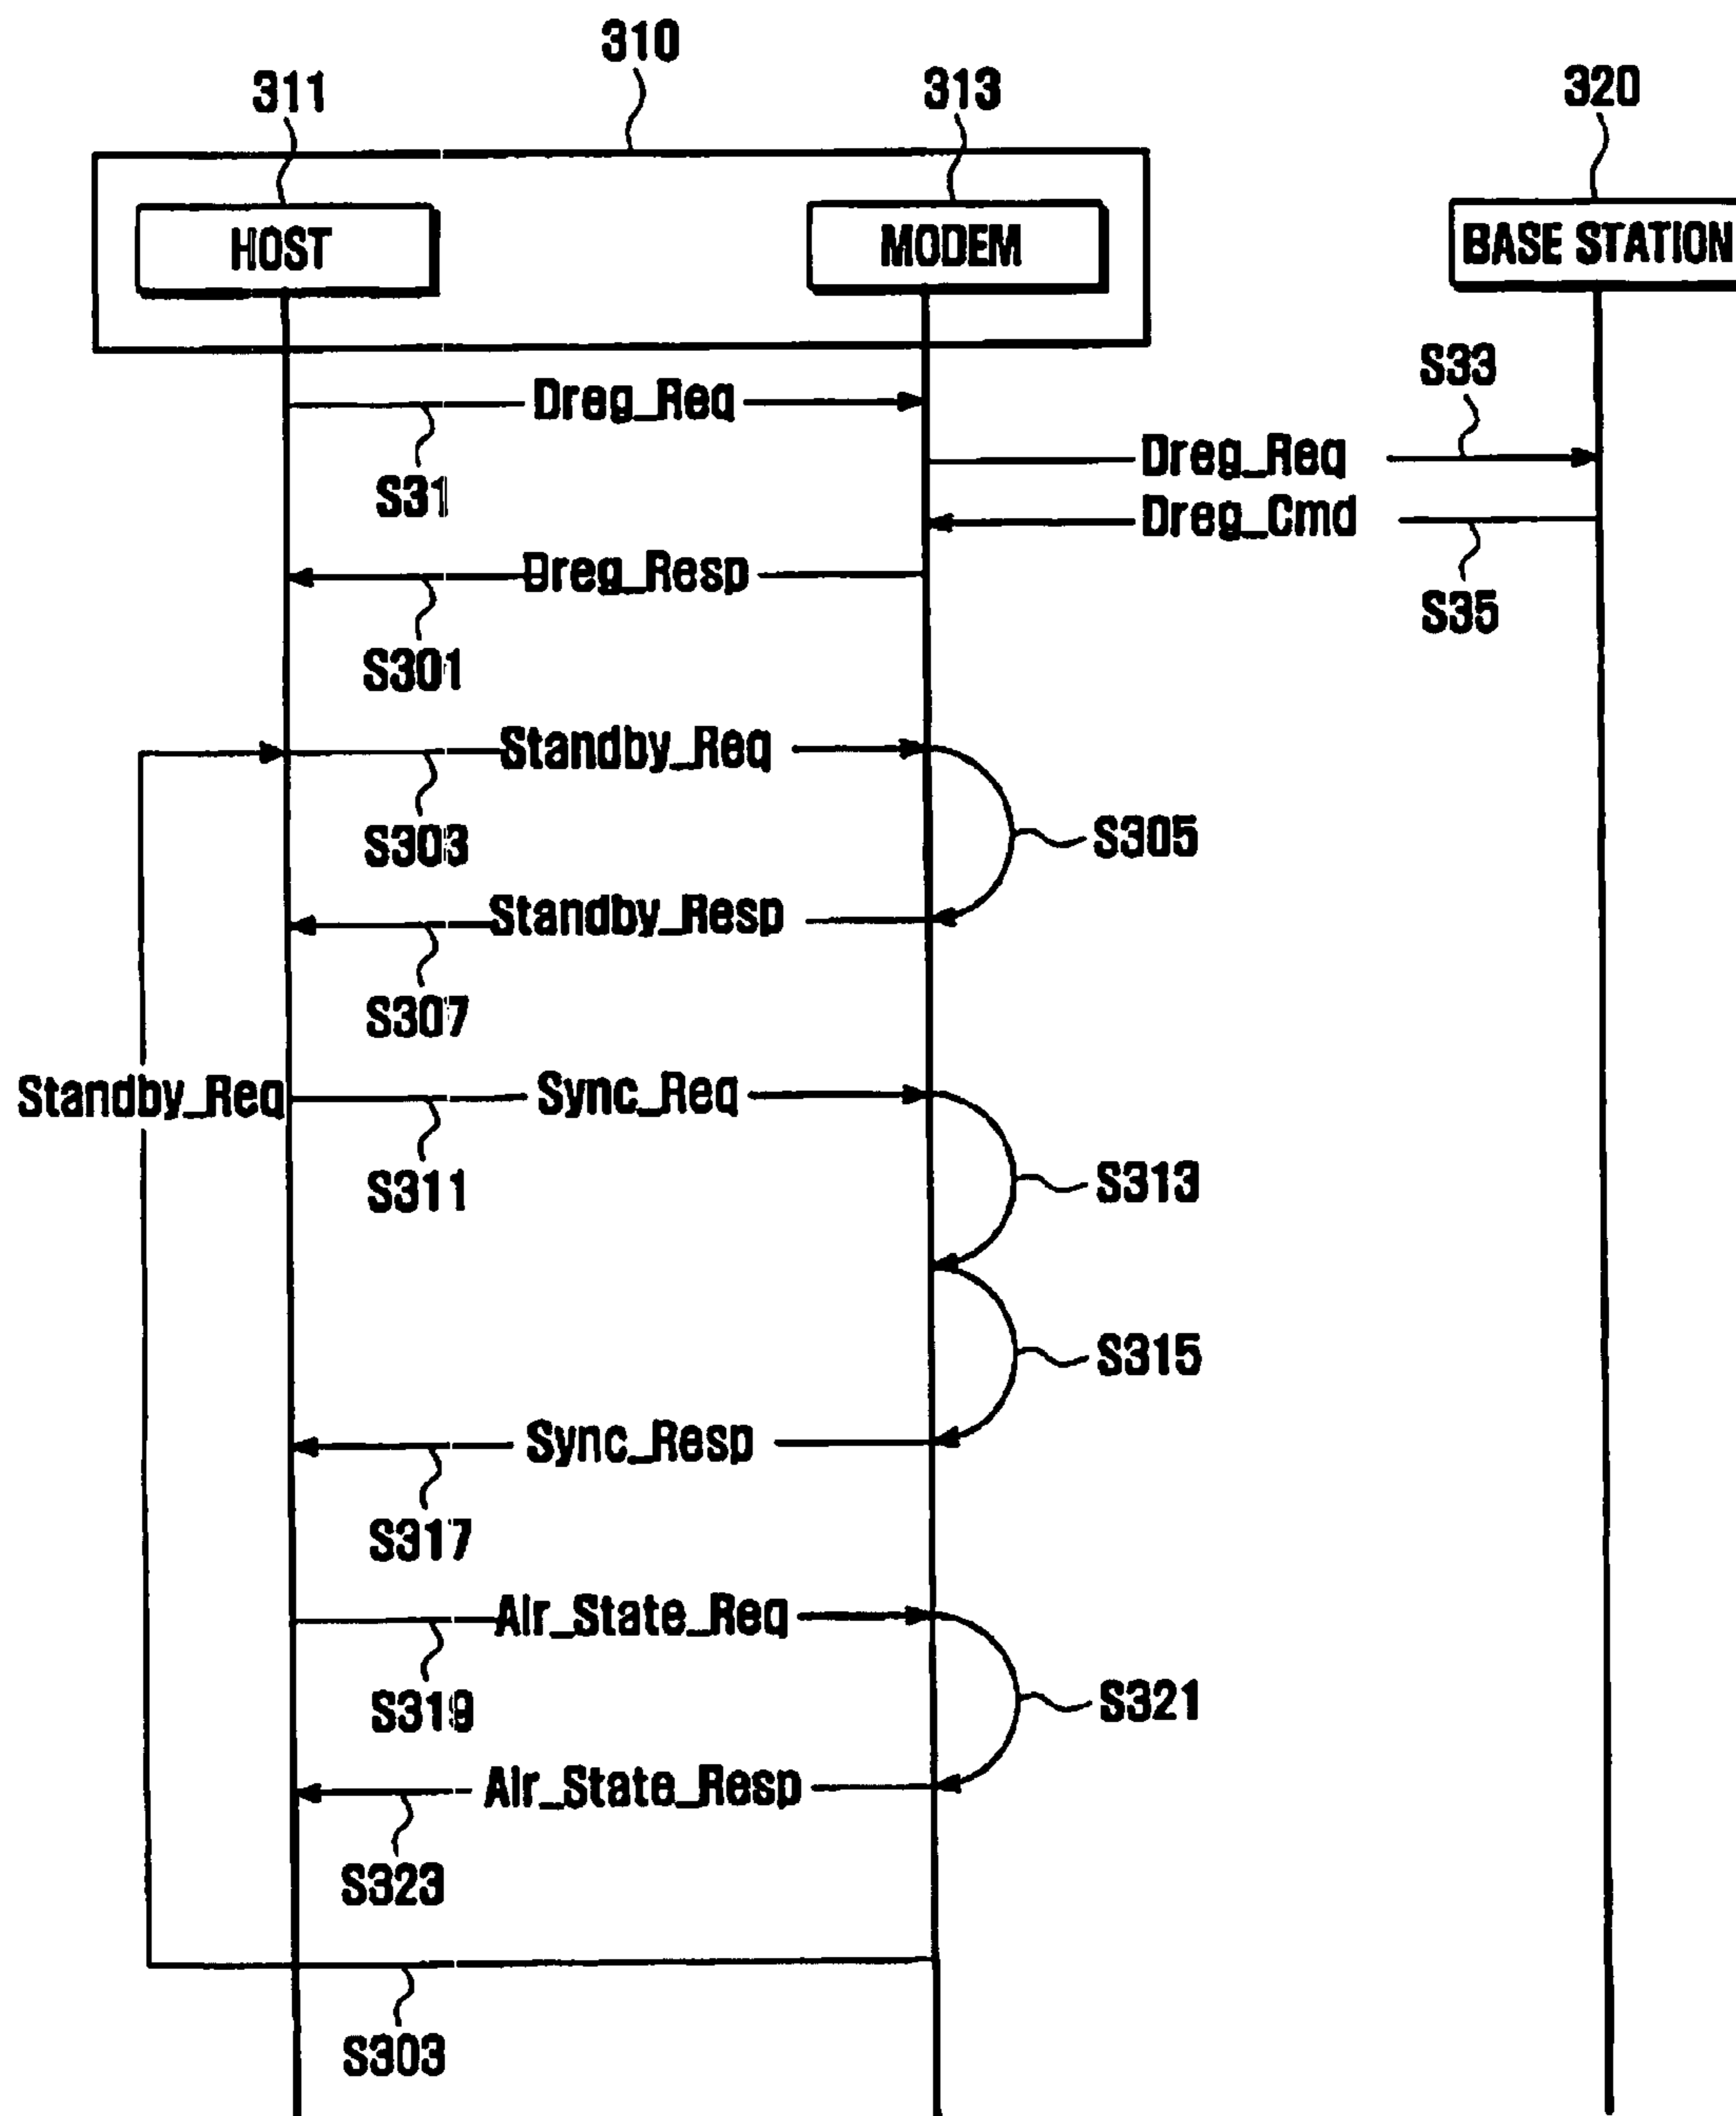 310
311
313
320
HOST
MODEM
BASE STATION
S33
Dreg_Req
Dreg_Req
S31
Dreg_Cmd
Dreg_Resp
S35
S301
Standby_Req
S303
S305
Standby_Resp
S307
Standby_Req
Sync_Req
S311
S313
S315
Sync_Resp
S317
Air_State_Req
S319
S321
Air_State_Resp
S323
S303